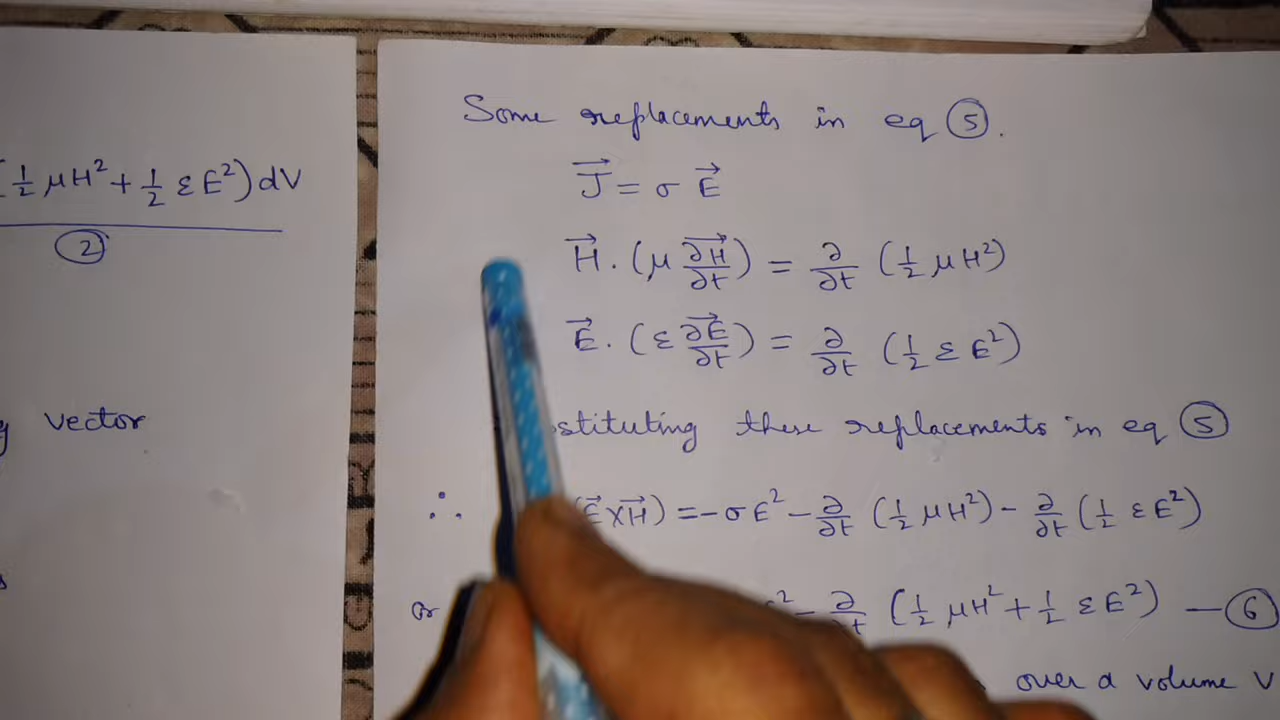 (½ μH² + ½ εE²) dV
②
vector
Some replacements in eq ⑤.
J⃗ = σ E⃗
H⃗ . (μ ∂H⃗/∂t) = ∂/∂t (½ μH²)
E⃗ . (ε ∂E⃗/∂t) = ∂/∂t (½ ε E²)
these replacements in eq ⑤
∴ (E⃗ x H⃗) = - σE² - ∂/∂t (½ μH²) - ∂/∂t (½ εE²)
or - ∂/∂t (½ μH² + ½ εE²) — ⑥
over a volume V